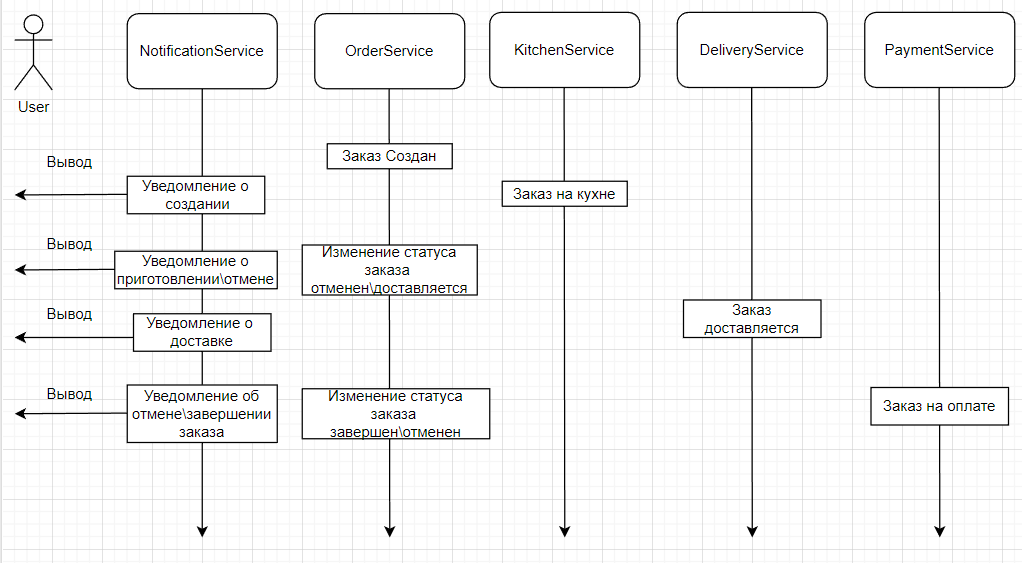 NotificationService
OrderService
KitchenService
DeliveryService
PaymentService
User
Заказ Создан
Вывод
Уведомление о
создании
Заказ на кухне
Вывод
Уведомление о
приготовлении\отмене
Изменение статуса
заказа
отменен\доставляется
Вывод
Уведомление о
доставке
Заказ
доставляется
Вывод
Уведомление об
отмене\завершении
заказа
Изменение статуса
заказа
завершен\отменен
Заказ на оплате